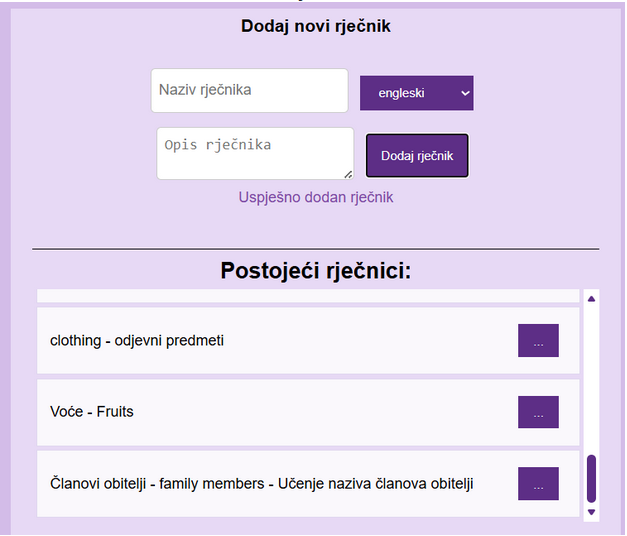 Dodaj novi rječnik
Naziv rječnika
engleski
Opis rječnika
Dodaj rječnik
Uspješno dodan rječnik
Postojeći rječnici:
clothing - odjevni predmeti
...
Voće - Fruits
...
Članovi obitelji - family members - Učenje naziva članova obitelji
...